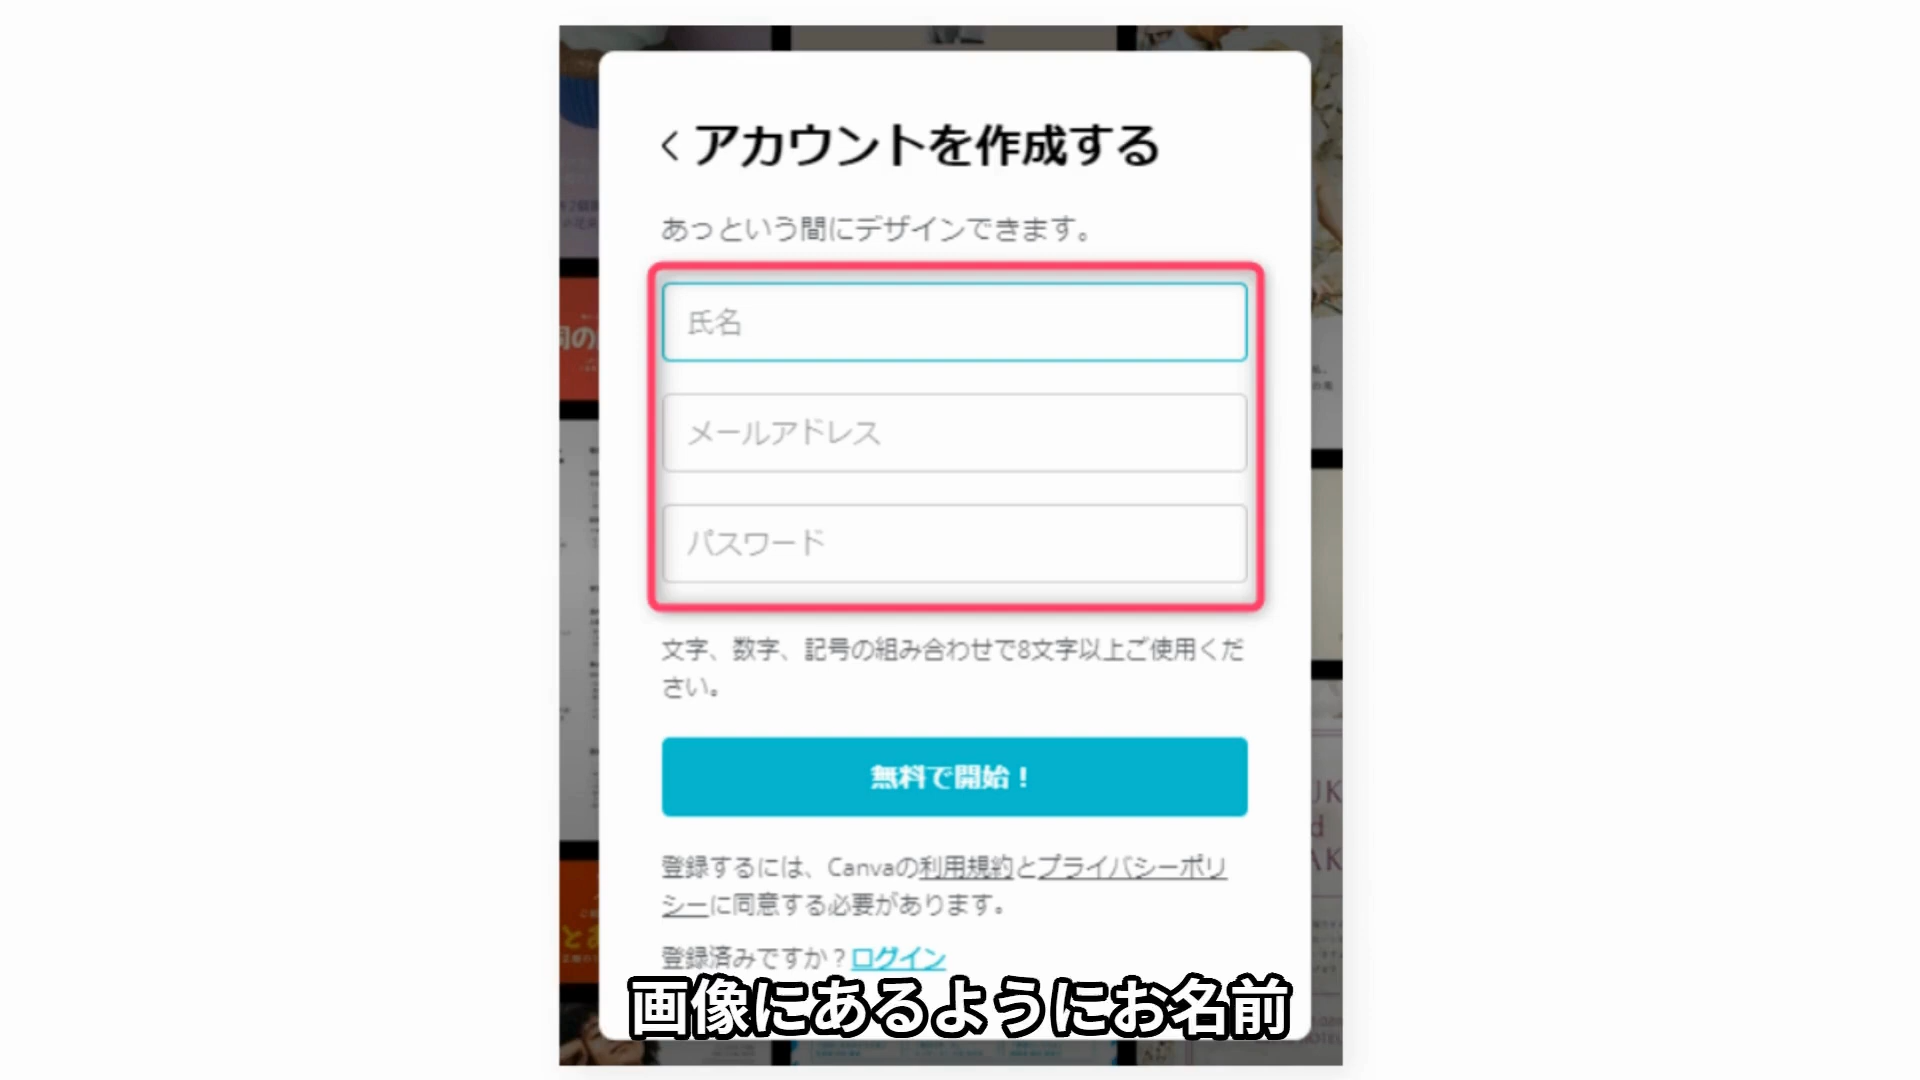 アカウントを作成する
あっという間にデザインできます。
氏名
メールアドレス
パスワード
文字、数字、記号の組み合わせで8文字以上ご使用くだ
さい。
無料で開始！
登録するには、Canvaの利用規約とプライバシーポリ
シーに同意する必要があります。
登録済みですか？ログイン
画像にあるようにお名前